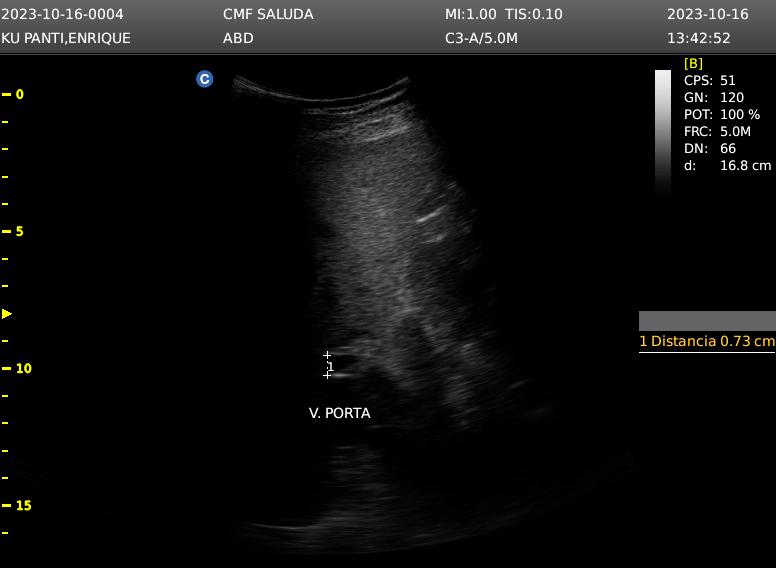 2023-10-16-0004 CMF SALUDA MI:1.00 TIS:0.10 2023-10-16
KU PANTI,ENRIQUE ABD C3-A/5.0M 13:42:52
C
[B]
CPS: 51
GN: 120
POT: 100 %
FRC: 5.0M
DN: 66
d: 16.8 cm
0
5
10
15
1
V. PORTA
1 Distancia 0.73 cm